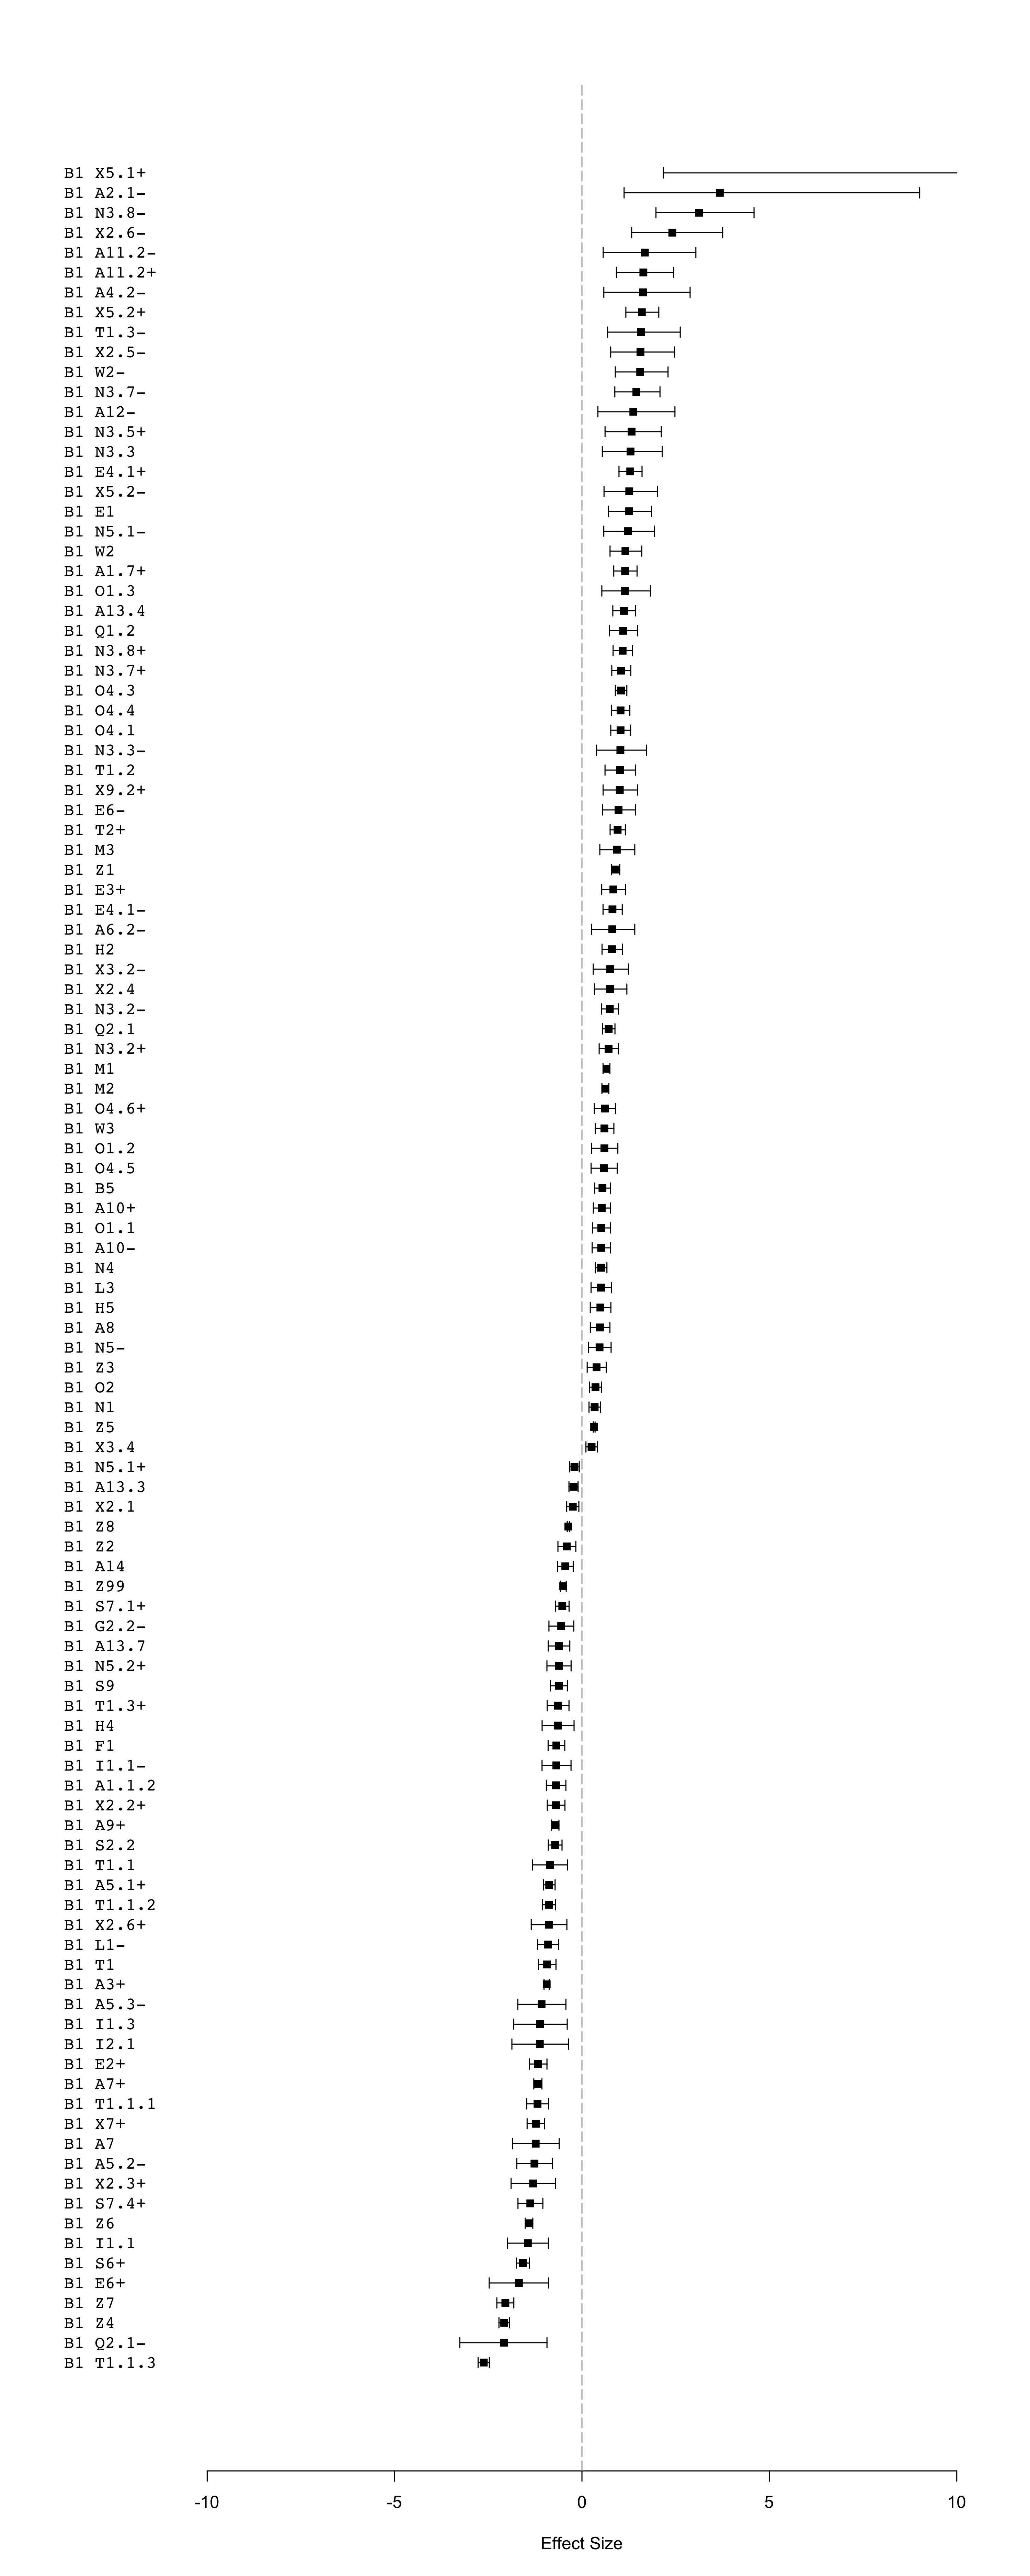 B1 X5.1+
B1 A2.1-
B1 N3.8-
B1 X2.6-
B1 A11.2-
B1 A11.2+
B1 A4.2-
B1 X5.2+
B1 T1.3-
B1 X2.5-
B1 W2-
B1 N3.7-
B1 A12-
B1 N3.5+
B1 N3.3
B1 E4.1+
B1 X5.2-
B1 E1
B1 N5.1-
B1 W2
B1 A1.7+
B1 O1.3
B1 A13.4
B1 Q1.2
B1 N3.8+
B1 N3.7+
B1 O4.3
B1 O4.4
B1 O4.1
B1 N3.3-
B1 T1.2
B1 X9.2+
B1 E6-
B1 T2+
B1 M3
B1 Z1
B1 E3+
B1 E4.1-
B1 A6.2-
B1 H2
B1 X3.2-
B1 X2.4
B1 N3.2-
B1 Q2.1
B1 N3.2+
B1 M1
B1 M2
B1 O4.6+
B1 W3
B1 O1.2
B1 O4.5
B1 B5
B1 A10+
B1 O1.1
B1 A10-
B1 N4
B1 L3
B1 H5
B1 A8
B1 N5-
B1 Z3
B1 O2
B1 N1
B1 Z5
B1 X3.4
B1 N5.1+
B1 A13.3
B1 X2.1
B1 Z8
B1 Z2
B1 A14
B1 Z99
B1 S7.1+
B1 G2.2-
B1 A13.7
B1 N5.2+
B1 S9
B1 T1.3+
B1 H4
B1 F1
B1 I1.1-
B1 A1.1.2
B1 X2.2+
B1 A9+
B1 S2.2
B1 T1.1
B1 A5.1+
B1 T1.1.2
B1 X2.6+
B1 L1-
B1 T1
B1 A3+
B1 A5.3-
B1 I1.3
B1 I2.1
B1 E2+
B1 A7+
B1 T1.1.1
B1 X7+
B1 A7
B1 A5.2-
B1 X2.3+
B1 S7.4+
B1 Z6
B1 I1.1
B1 S6+
B1 E6+
B1 Z7
B1 Z4
B1 Q2.1-
B1 T1.1.3
-10 -5 0 5 10
Effect Size